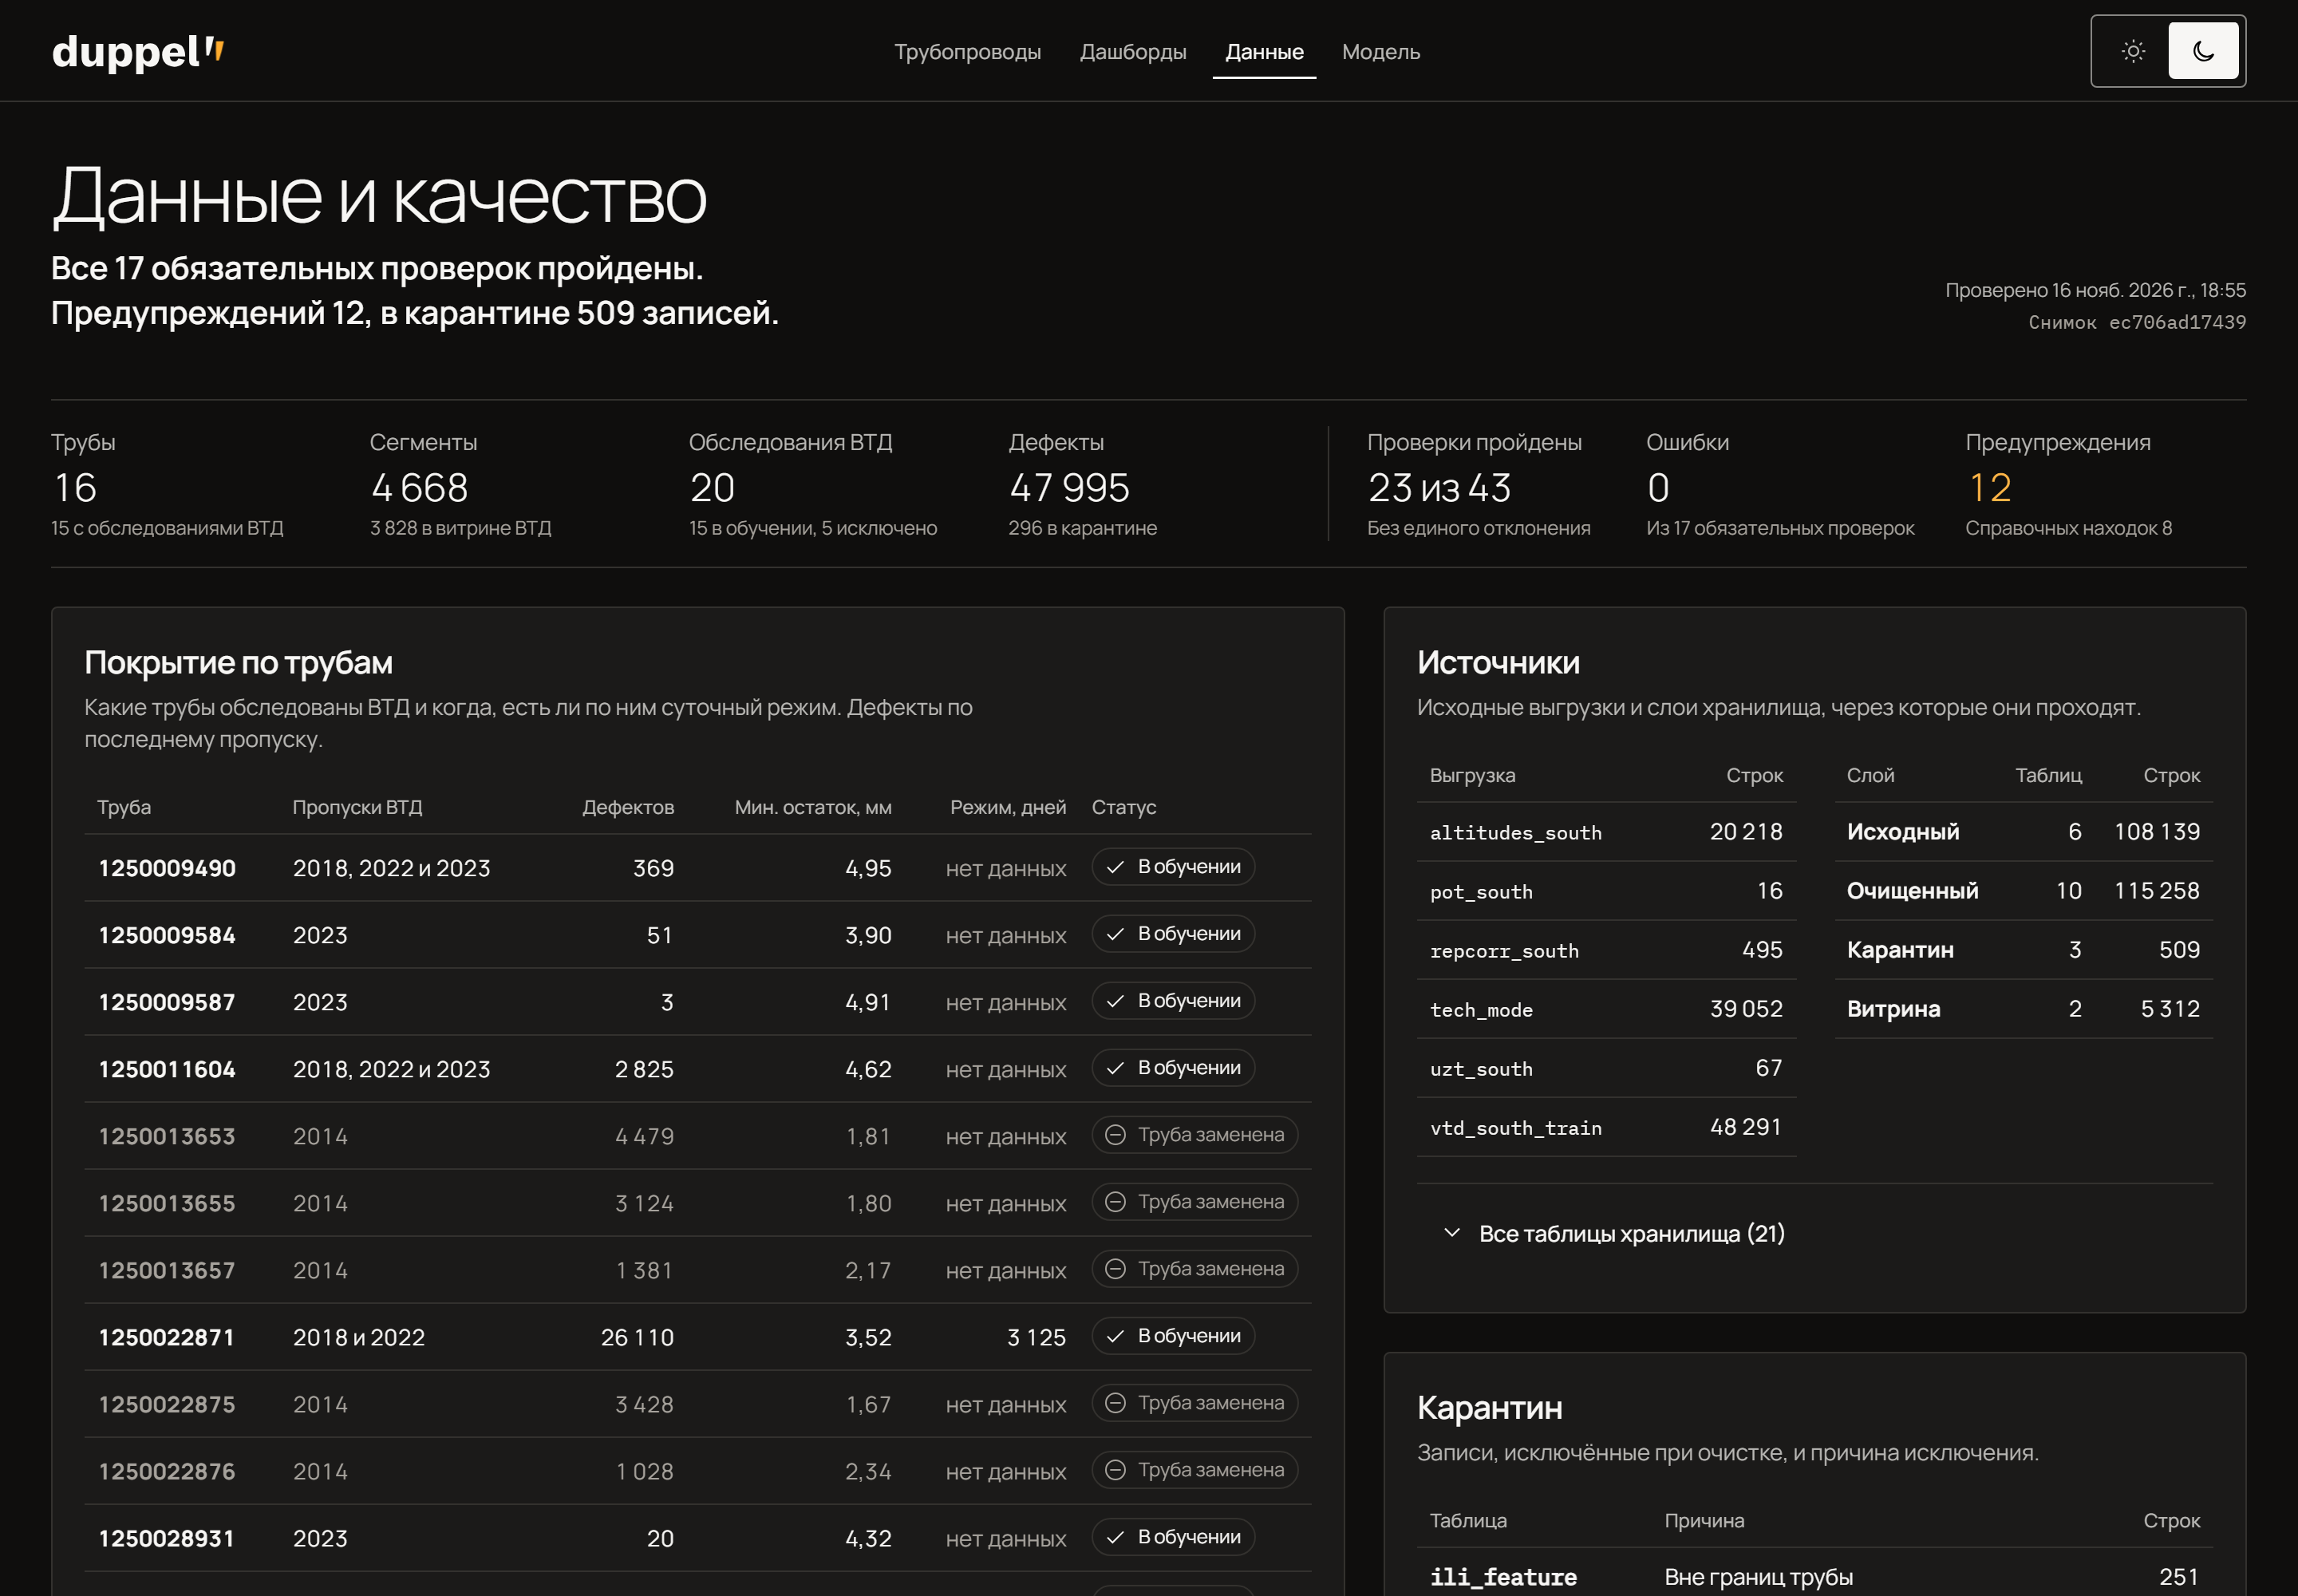 duppel
Трубопроводы Дашборды Данные Модель
Данные и качество
Все 17 обязательных проверок пройдены.
Предупреждений 12, в карантине 509 записей.
Проверено 16 нояб. 2026 г., 18:55
Снимок ec706ad17439
Трубы
16
15 с обследованиями ВТД
Сегменты
4 668
3 828 в витрине ВТД
Обследования ВТД
20
15 в обучении, 5 исключено
Дефекты
47 995
296 в карантине
Проверки пройдены
23 из 43
Без единого отклонения
Ошибки
0
Из 17 обязательных проверок
Предупреждения
12
Справочных находок 8
Покрытие по трубам
Какие трубы обследованы ВТД и когда, есть ли по ним суточный режим. Дефекты по
последнему пропуску.
Труба Пропуски ВТД Дефектов Мин. остаток, мм Режим, дней Статус
1250009490 2018, 2022 и 2023 369 4,95 нет данных В обучении
1250009584 2023 51 3,90 нет данных В обучении
1250009587 2023 3 4,91 нет данных В обучении
1250011604 2018, 2022 и 2023 2 825 4,62 нет данных В обучении
1250013653 2014 4 479 1,81 нет данных Труба заменена
1250013655 2014 3 124 1,80 нет данных Труба заменена
1250013657 2014 1 381 2,17 нет данных Труба заменена
1250022871 2018 и 2022 26 110 3,52 3 125 В обучении
1250022875 2014 3 428 1,67 нет данных Труба заменена
1250022876 2014 1 028 2,34 нет данных Труба заменена
1250028931 2023 20 4,32 нет данных В обучении
Источники
Исходные выгрузки и слои хранилища, через которые они проходят.
Выгрузка Строк
altitudes_south 20 218
pot_south 16
repcorr_south 495
tech_mode 39 052
uzt_south 67
vtd_south_train 48 291
Слой Таблиц Строк
Исходный 6 108 139
Очищенный 10 115 258
Карантин 3 509
Витрина 2 5 312
Все таблицы хранилища (21)
Карантин
Записи, исключённые при очистке, и причина исключения.
Таблица Причина Строк
ili_feature Вне границ трубы 251